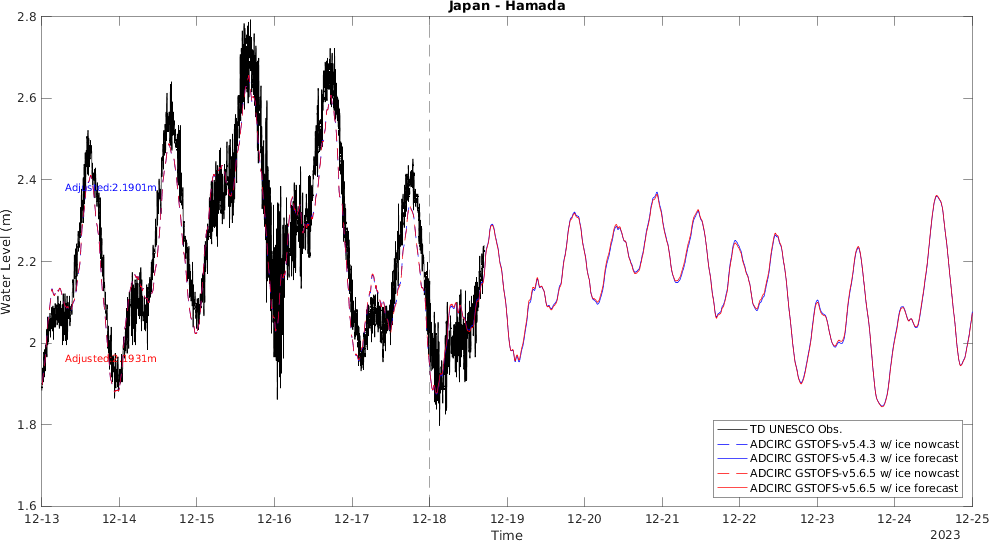 Japan - Hamada
Water Level (m)
2.8
2.6
2.4
2.2
2
1.8
1.6
Adjusted:2.1901m
12-13
12-14
12-15
12-16
12-17
12-18
12-19
12-20
12-21
12-22
12-23
12-24
12-25
Time
2023
TD UNESCO Obs.
ADCIRC GSTOFS-v5.4.3 w/ ice nowcast
ADCIRC GSTOFS-v5.4.3 w/ ice forecast
ADCIRC GSTOFS-v5.6.5 w/ ice nowcast
ADCIRC GSTOFS-v5.6.5 w/ ice forecast